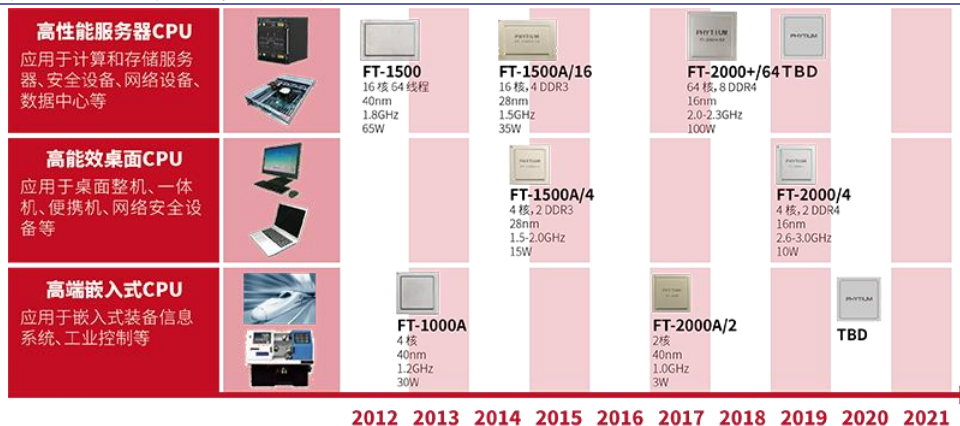 高性能服务器CPU
应用于计算和存储服务
器、安全设备、网络设备、
数据中心等
PHYTIUM
PHYTIUM
PHYTIUM
FT-1500
16 核 64 线程
40nm
1.8GHz
65W
FT-1500A/16
16 核, 4 DDR3
28nm
1.5GHz
35W
FT-2000+/64
64 核, 8 DDR4
16nm
2.0-2.3GHz
100W
TBD
高能效桌面CPU
应用于桌面整机、一体
机、便携机、网络安全设
备等
PHYTIUM
PHYTIUM
FT-1500A/4
4 核, 2 DDR3
28nm
1.5-2.0GHz
15W
FT-2000/4
4 核, 2 DDR4
16nm
2.6-3.0GHz
10W
高端嵌入式CPU
应用于嵌入式装备信息
系统、工业控制等
PHYTIUM
PHYTIUM
FT-1000A
4 核
40nm
1.2GHz
30W
FT-2000A/2
2核
40nm
1.0GHz
3W
TBD
2012 2013 2014 2015 2016 2017 2018 2019 2020 2021